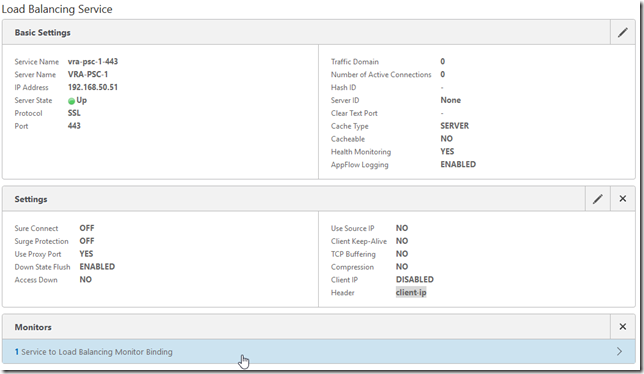 Load Balancing Service
Basic Settings
Service Name vra-psc-1-443
Server Name VRA-PSC-1
IP Address 192.168.50.51
Server State Up
Protocol SSL
Port 443
Traffic Domain 0
Number of Active Connections 0
Hash ID -
Server ID None
Clear Text Port -
Cache Type SERVER
Cacheable NO
Health Monitoring YES
AppFlow Logging ENABLED
Settings
Sure Connect OFF
Surge Protection OFF
Use Proxy Port YES
Down State Flush ENABLED
Access Down NO
Use Source IP NO
Client Keep-Alive NO
TCP Buffering NO
Compression NO
Client IP DISABLED
Header client-ip
Monitors
1 Service to Load Balancing Monitor Binding